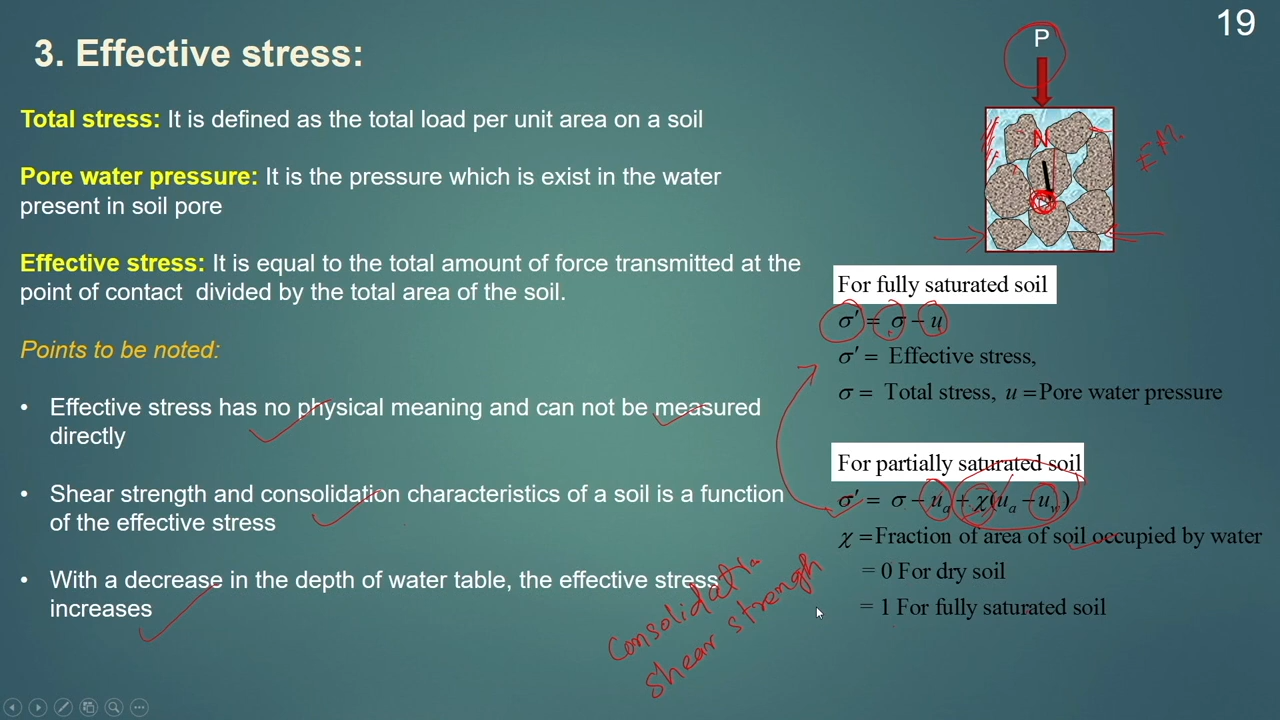 19
3. Effective stress:
Total stress: It is defined as the total load per unit area on a soil
Pore water pressure: It is the pressure which is exist in the water
present in soil pore
Effective stress: It is equal to the total amount of force transmitted at the
point of contact divided by the total area of the soil.
Points to be noted:
• Effective stress has no physical meaning and can not be measured
directly
• Shear strength and consolidation characteristics of a soil is a function
of the effective stress
• With a decrease in the depth of water table, the effective stress
increases
Consolidatia
shear strengh
P
N
For fully saturated soil
σ′ = σ − u
σ′ = Effective stress,
σ = Total stress, u = Pore water pressure
For partially saturated soil
σ′ = σ − uₐ + χ(uₐ − u_w)
χ = Fraction of area of soil occupied by water
= 0 For dry soil
= 1 For fully saturated soil